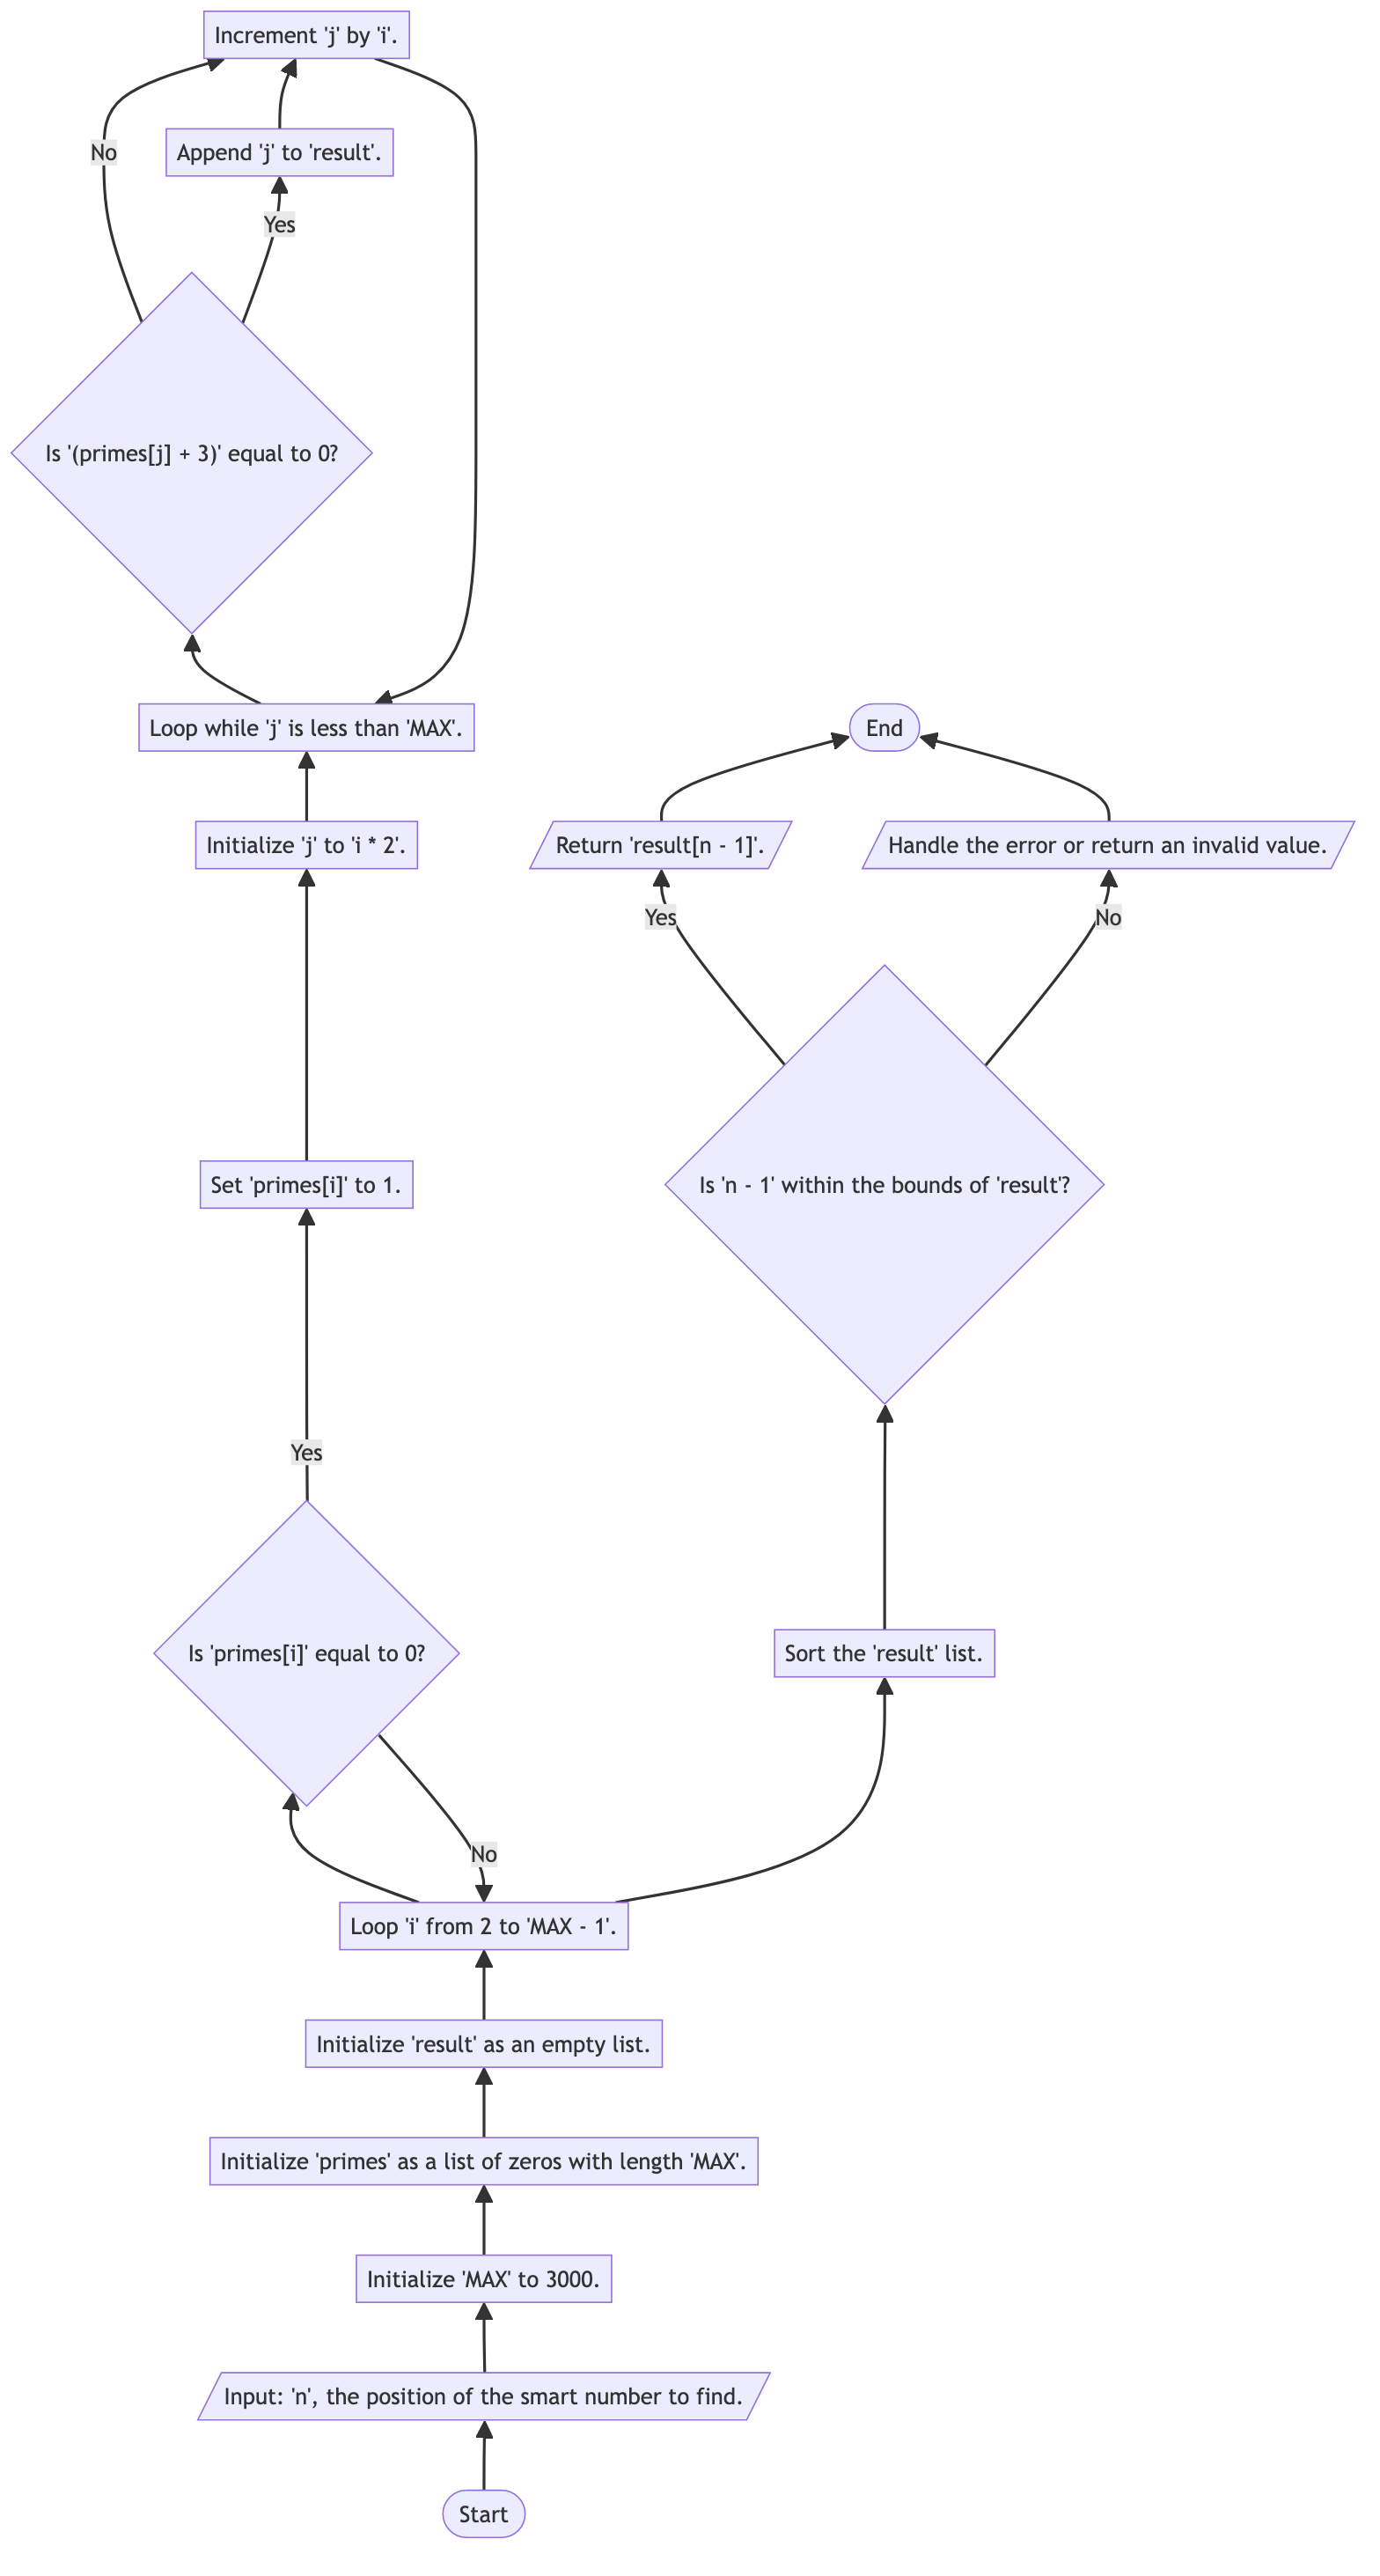 Increment 'j' by 'i'.
No
Append 'j' to 'result'.
Yes
Is '(primes[j] + 3)' equal to 0?
Loop while 'j' is less than 'MAX'.
End
Initialize 'j' to 'i * 2'.
Return 'result[n - 1]'.
Handle the error or return an invalid value.
Yes
No
Set 'primes[i]' to 1.
Is 'n - 1' within the bounds of 'result'?
Yes
Is 'primes[i]' equal to 0?
Sort the 'result' list.
No
Loop 'i' from 2 to 'MAX - 1'.
Initialize 'result' as an empty list.
Initialize 'primes' as a list of zeros with length 'MAX'.
Initialize 'MAX' to 3000.
Input: 'n', the position of the smart number to find.
Start